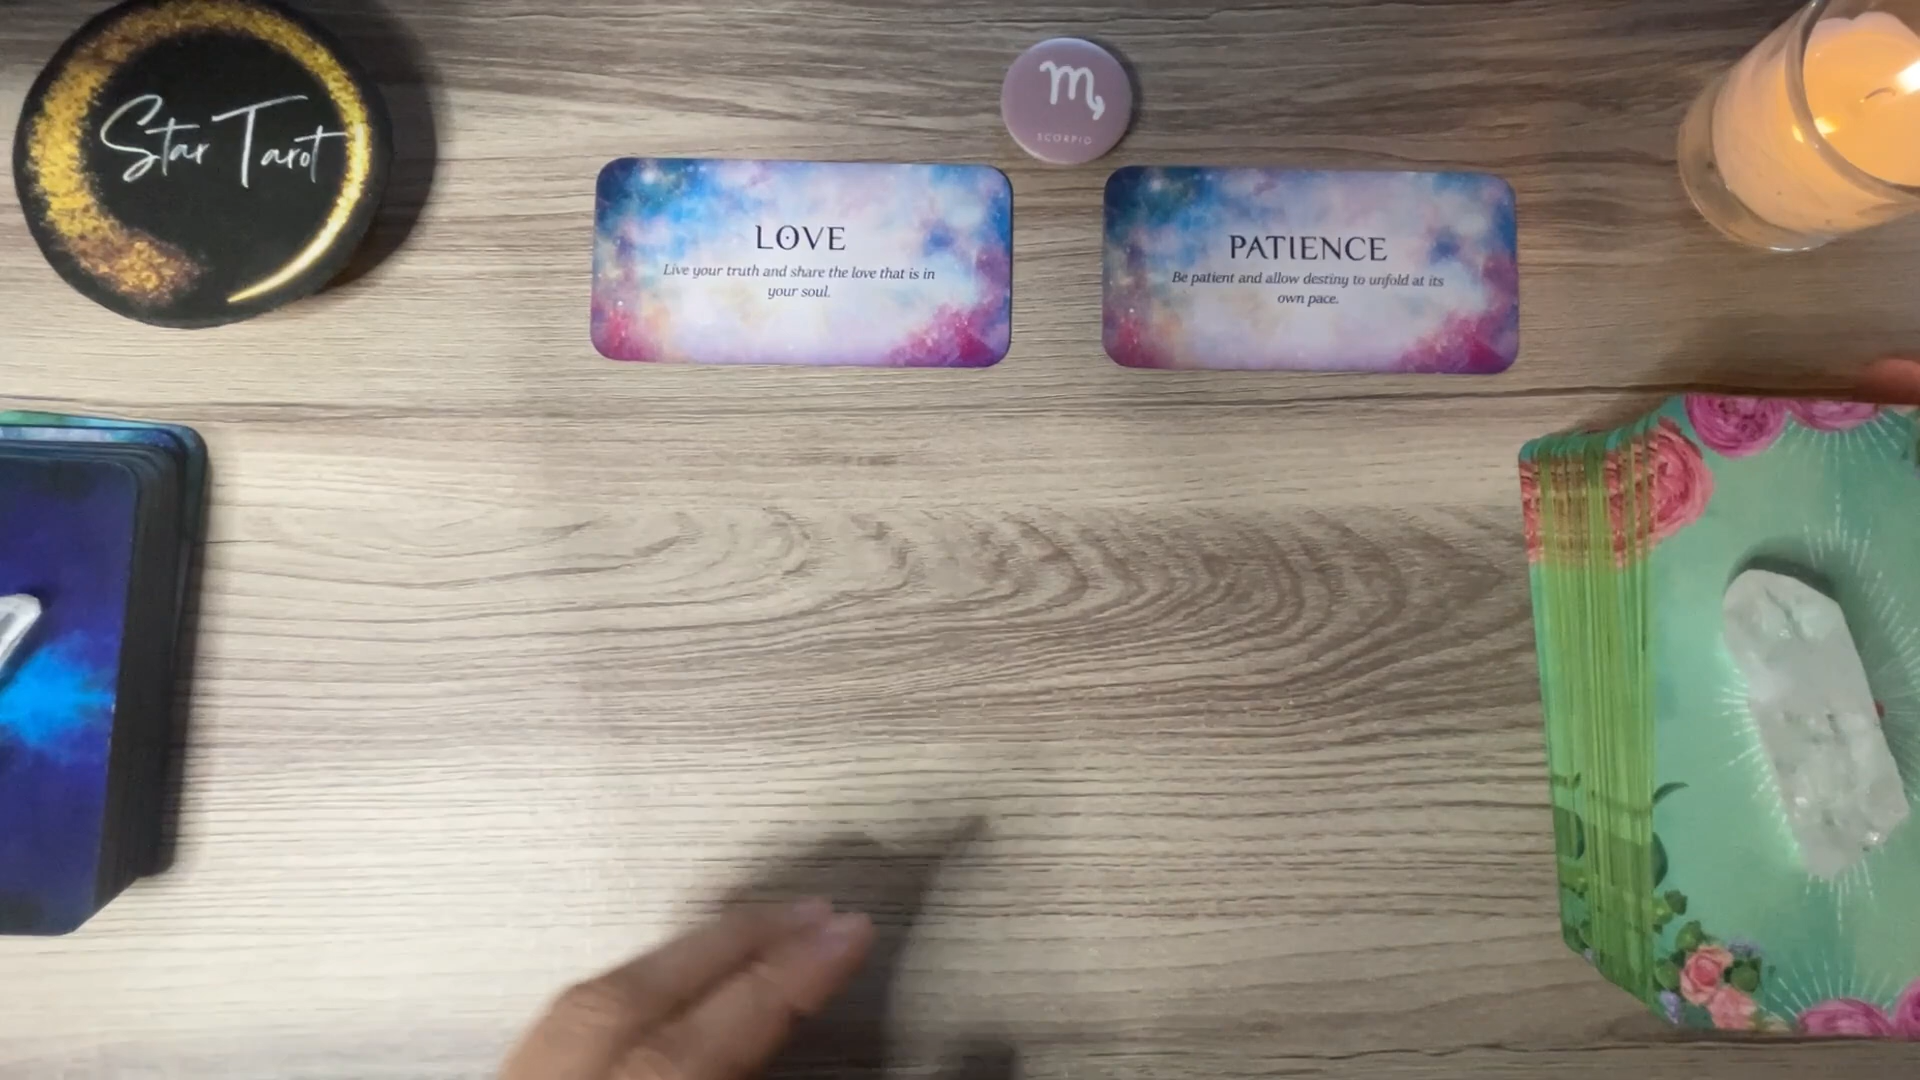 Star Tarot
SCORPIO
LOVE
Live your truth and share the love that is in
your soul.
PATIENCE
Be patient and allow destiny to unfold at its
own pace.